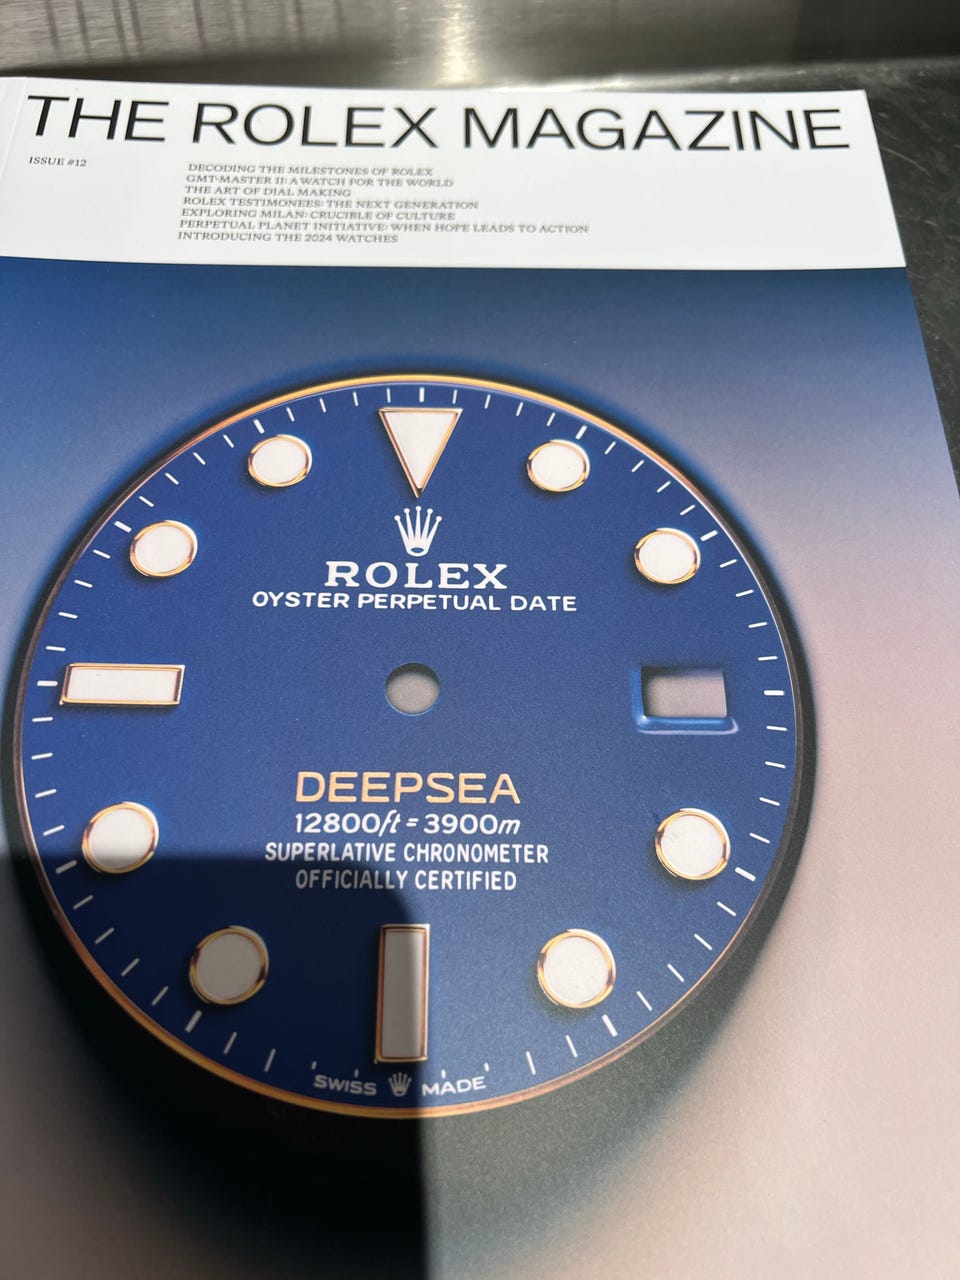 THE ROLEX MAGAZINE
ISSUE #12
DECODING THE MILESTONES OF ROLEX
GMT-MASTER II: A WATCH FOR THE WORLD
THE ART OF DIAL MAKING
ROLEX TESTIMONEES: THE NEXT GENERATION
EXPLORING MILAN: CRUCIBLE OF CULTURE
PERPETUAL PLANET INITIATIVE: WHEN HOPE LEADS TO ACTION
INTRODUCING THE 2024 WATCHES
ROLEX
OYSTER PERPETUAL DATE
DEEPSEA
12800ft = 3900m
SUPERLATIVE CHRONOMETER
OFFICIALLY CERTIFIED
SWISS MADE